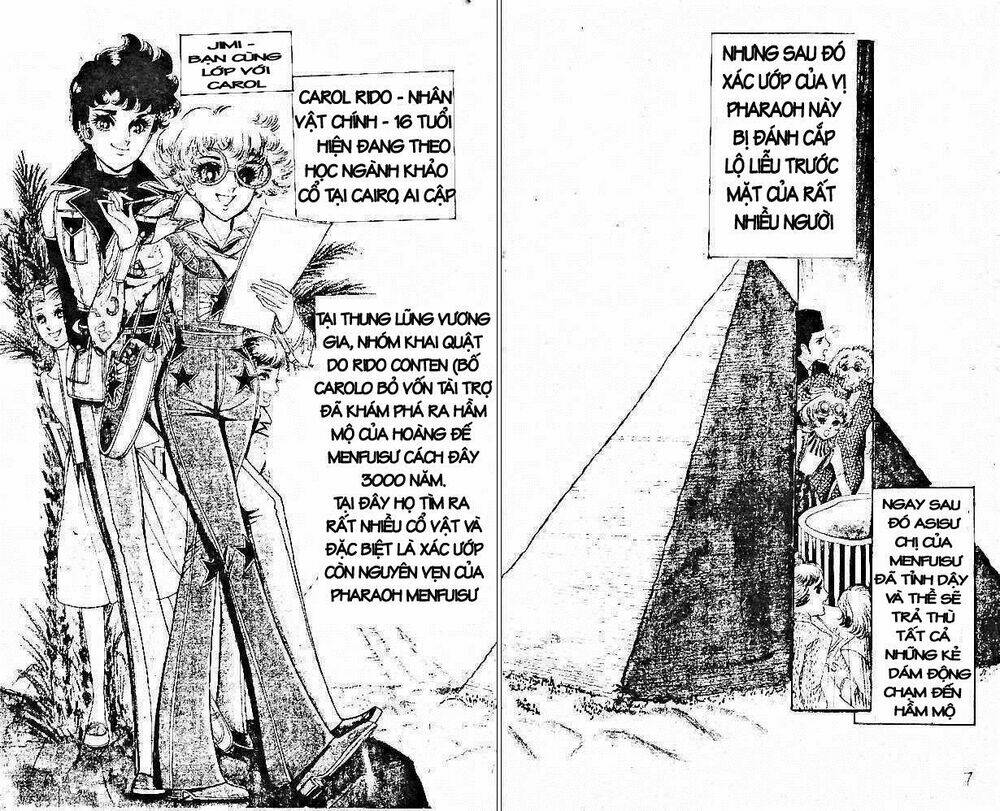 JIMI -
BẠN CÙNG
LỚP VỚI
CAROL
CAROL RIDO - NHÂN
VẬT CHÍNH - 16 TUỔI
HIỆN ĐANG THEO
HỌC NGÀNH KHẢO
CỔ TẠI CAIRO, AI CẬP
TẠI THUNG LŨNG VƯƠNG
GIA, NHÓM KHAI QUẬT
DO RIDO CONTEN (BỐ
CAROLO BỎ VỐN TÀI TRỢ
ĐÃ KHÁM PHÁ RA HẦM
MỘ CỦA HOÀNG ĐẾ
MENFUISƯ CÁCH ĐÂY
3000 NĂM.
TẠI ĐÂY HỌ TÌM RA
RẤT NHIỀU CỔ VẬT VÀ
ĐẶC BIỆT LÀ XÁC ƯỚP
CÒN NGUYÊN VẸN CỦA
PHARAOH MENFUISƯ
NHƯNG SAU ĐÓ
XÁC ƯỚP CỦA VỊ
PHARAOH NÀY
BỊ ĐÁNH CẮP
LỘ LIỄU TRƯỚC
MẶT CỦA RẤT
NHIỀU NGƯỜI
NGAY SAU
ĐÓ ASISƯ
CHỊ CỦA
MENFUISƯ
ĐÃ TỈNH DẬY
VÀ THỀ SẼ
TRẢ THÙ
TẤT CẢ
NHỮNG KẺ
DÁM ĐỘNG
CHẠM ĐẾN
HẦM MỘ
7